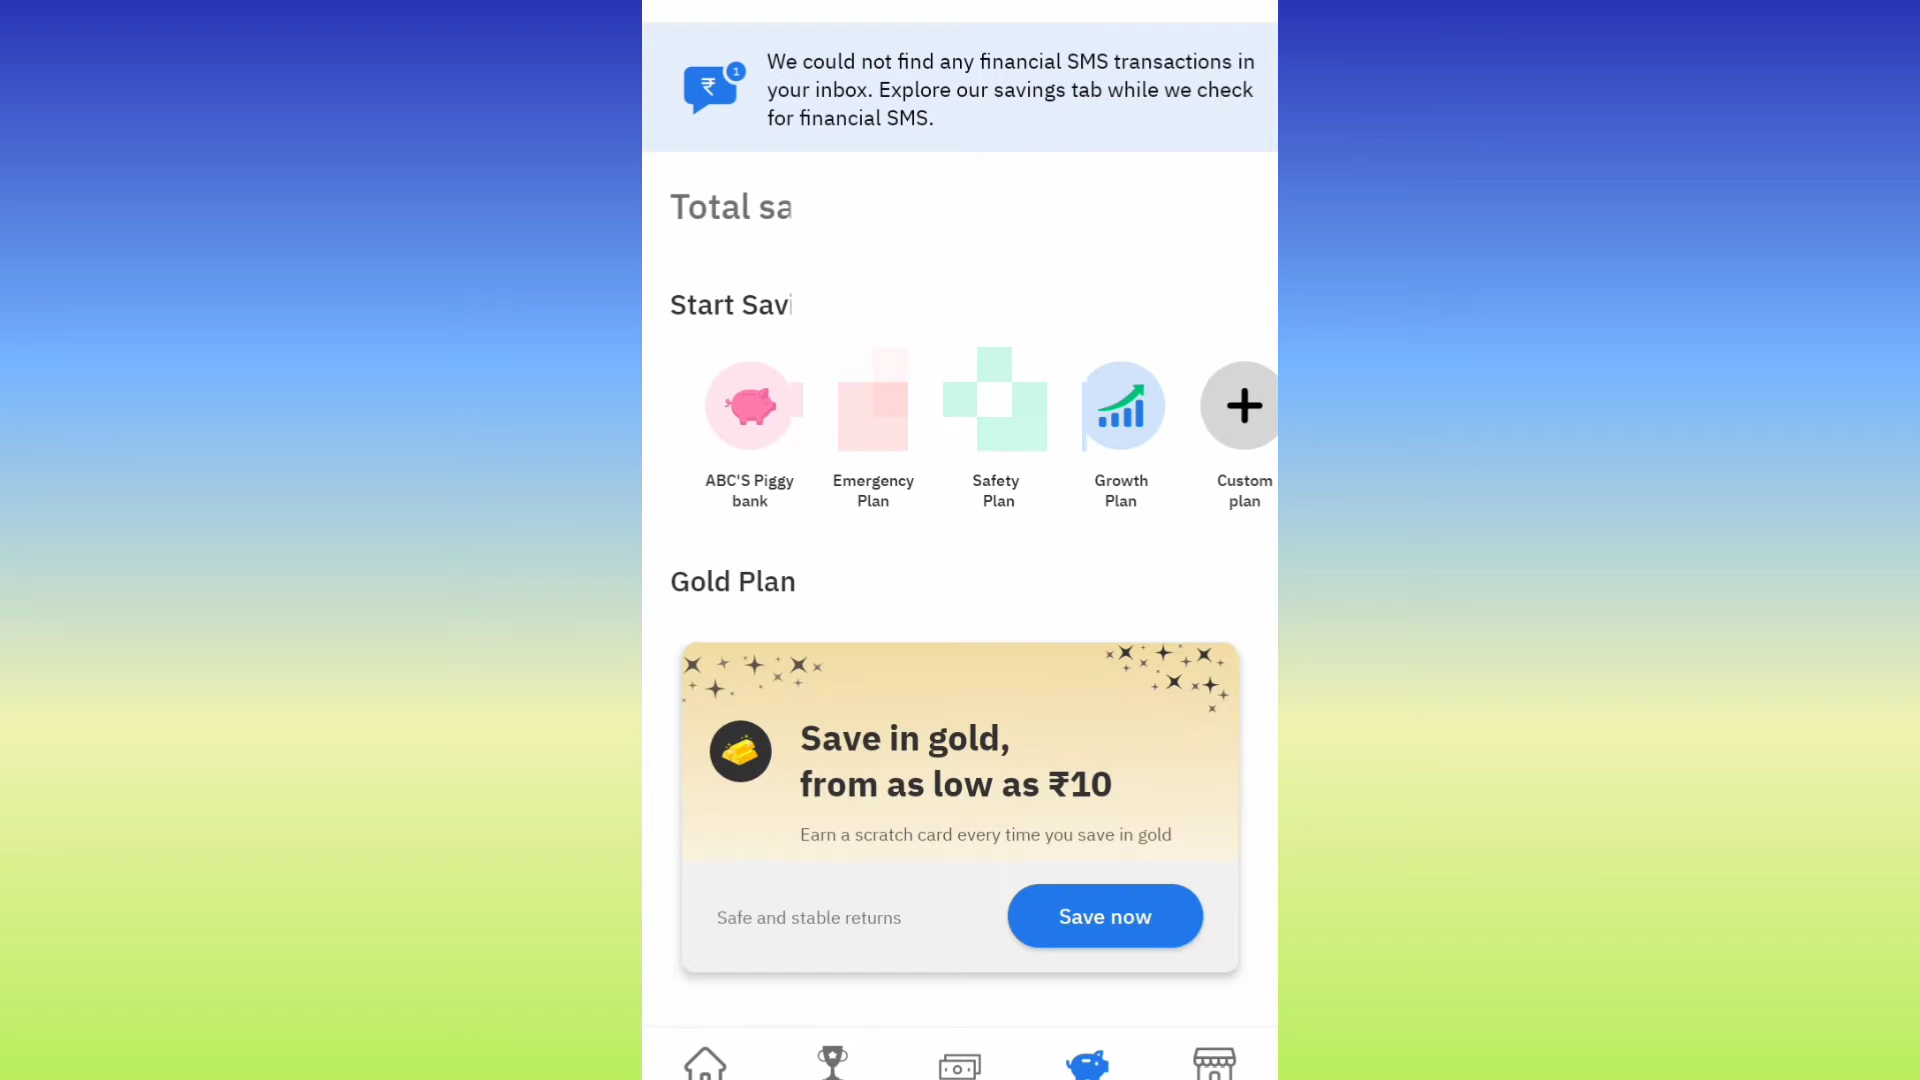 We could not find any financial SMS transactions in
your inbox. Explore our savings tab while we check
for financial SMS.
₹ 1
Total sa
Start Savi
ABC'S Piggy
bank
Emergency
Plan
Safety
Plan
Growth
Plan
Custom
plan
Gold Plan
Save in gold,
from as low as ₹10
Earn a scratch card every time you save in gold
Safe and stable returns
Save now